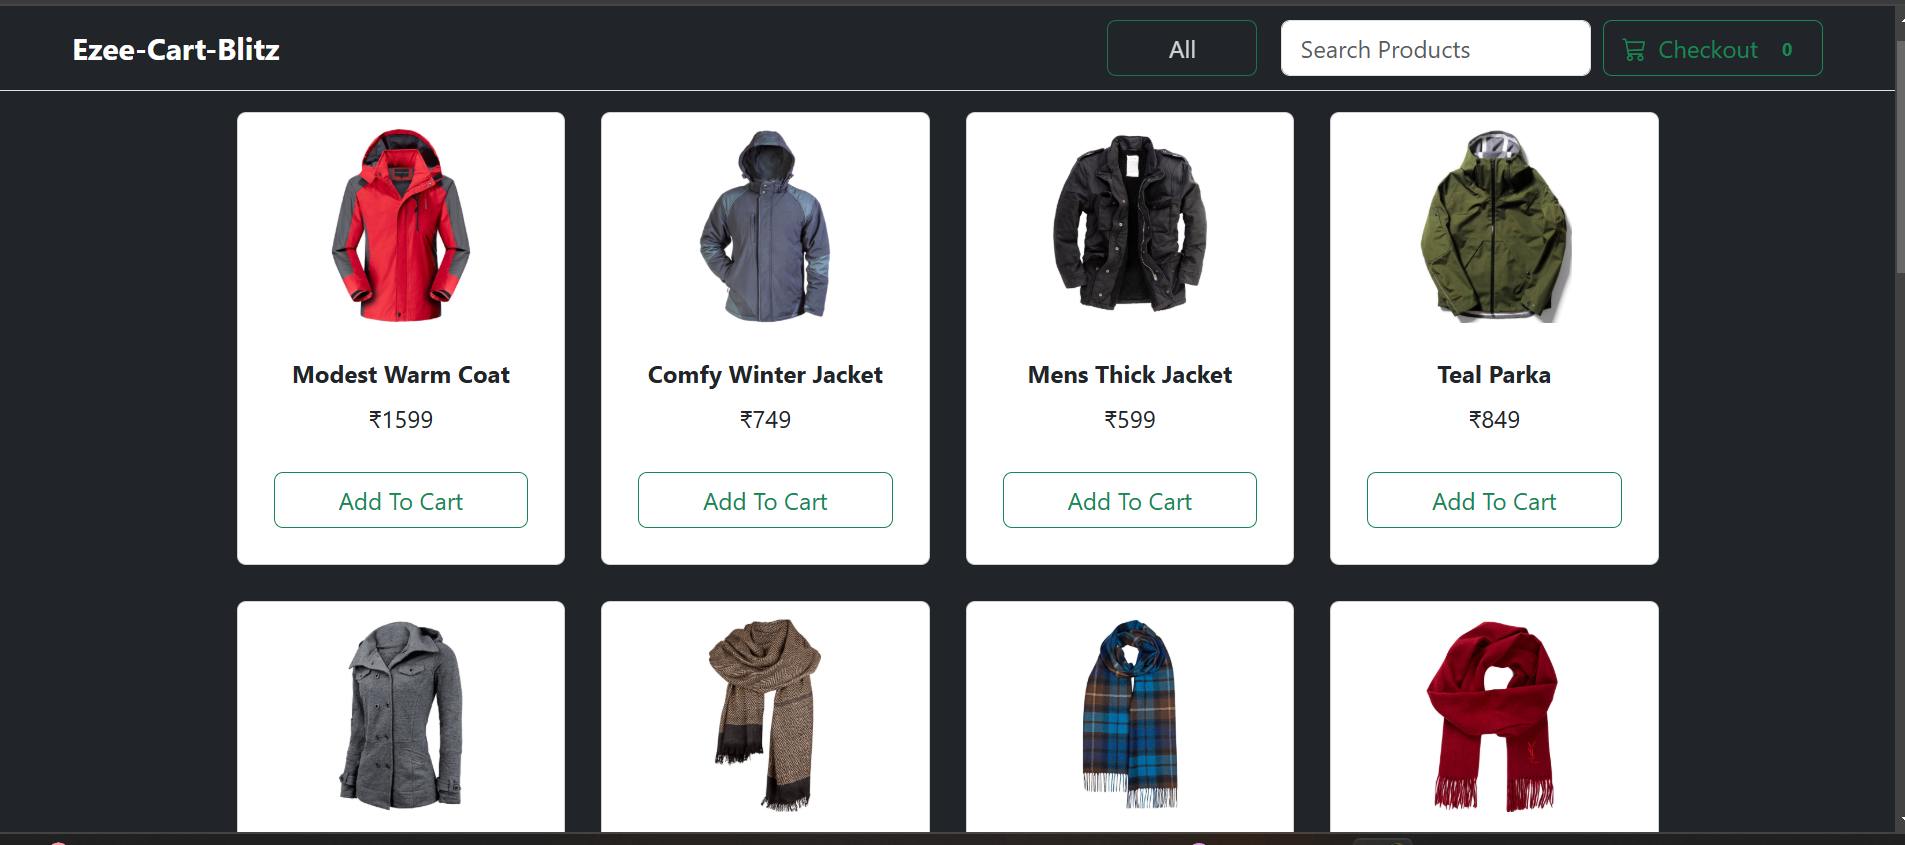 Ezee-Cart-Blitz
All
Search Products
Checkout 0
Modest Warm Coat
₹1599
Add To Cart
Comfy Winter Jacket
₹749
Add To Cart
Mens Thick Jacket
₹599
Add To Cart
Teal Parka
₹849
Add To Cart